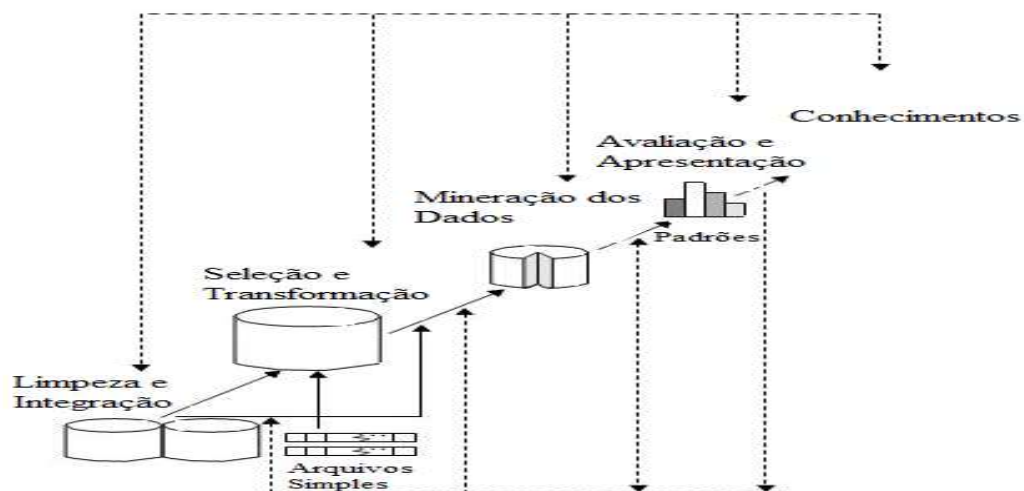 Conhecimentos
Avaliação e
Apresentação
Mineração dos
Dados
Padrões
Seleção e
Transformação
Limpeza e
Integração
Arquivos
Simples